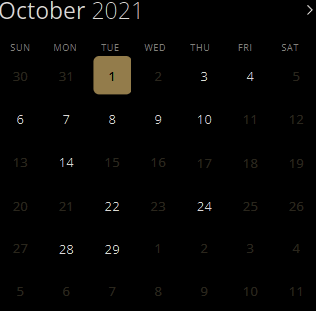 October 2021
SUN MON TUE WED THU FRI SAT
30 31 1 2 3 4 5
6 7 8 9 10 11 12
13 14 15 16 17 18 19
20 21 22 23 24 25 26
27 28 29 1 2 3 4
5 6 7 8 9 10 11